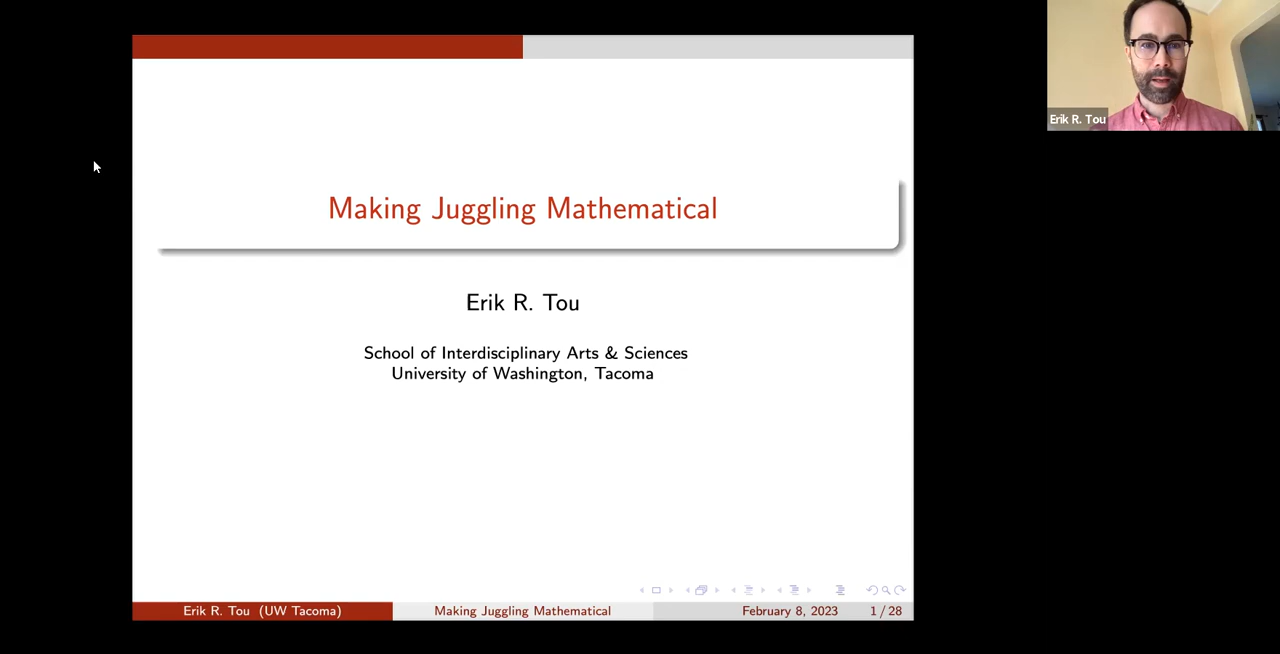 Making Juggling Mathematical
Erik R. Tou
School of Interdisciplinary Arts & Sciences
University of Washington, Tacoma
Erik R. Tou (UW Tacoma)
Making Juggling Mathematical
February 8, 2023
1 / 28
Erik R. Tou